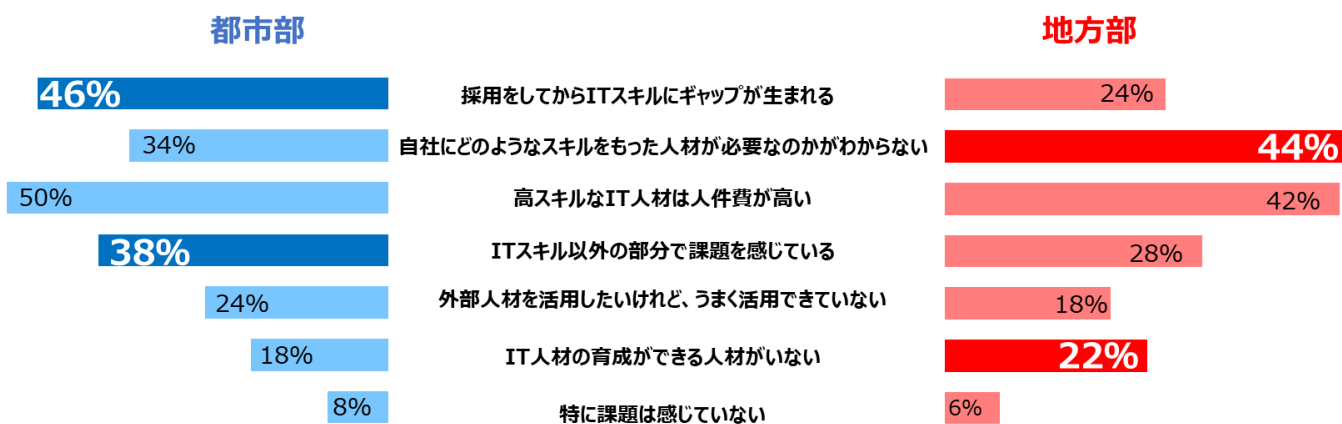 都市部
地方部
46%
採用をしてからITスキルにギャップが生まれる
24%
34%
自社にどのようなスキルをもった人材が必要なのかがわからない
44%
50%
高スキルなIT人材は人件費が高い
42%
38%
ITスキル以外の部分で課題を感じている
28%
24%
外部人材を活用したいけれど、うまく活用できていない
18%
18%
IT人材の育成ができる人材がいない
22%
8%
特に課題は感じていない
6%